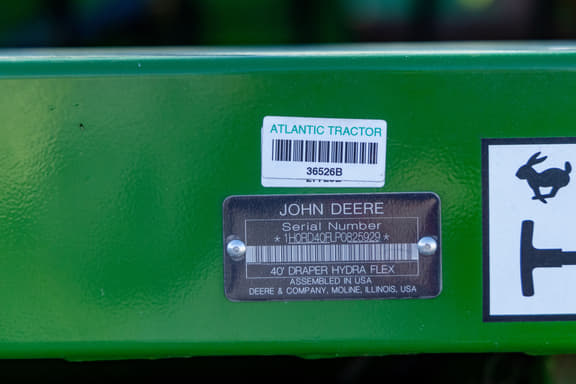 ATLANTIC TRACTOR
36526B
JOHN DEERE
Serial Number
*1H0RD40FLP0825929*
40' DRAPER HYDRA FLEX
ASSEMBLED IN USA
DEERE & COMPANY, MOLINE, ILLINOIS, USA